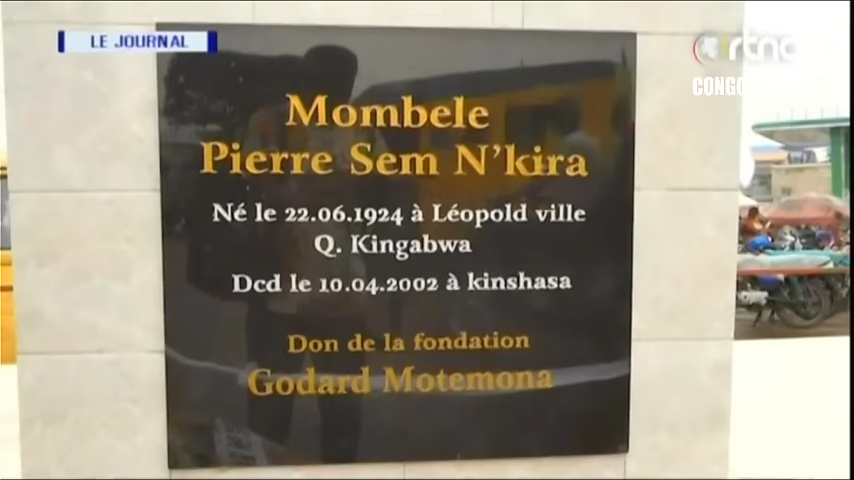 LE JOURNAL
rtnc
CONGO
Mombele
Pierre Sem N'kira
Né le 22.06.1924 à Léopold ville
Q. Kingabwa
Dcd le 10.04.2002 à kinshasa
Don de la fondation
Godard Motemona